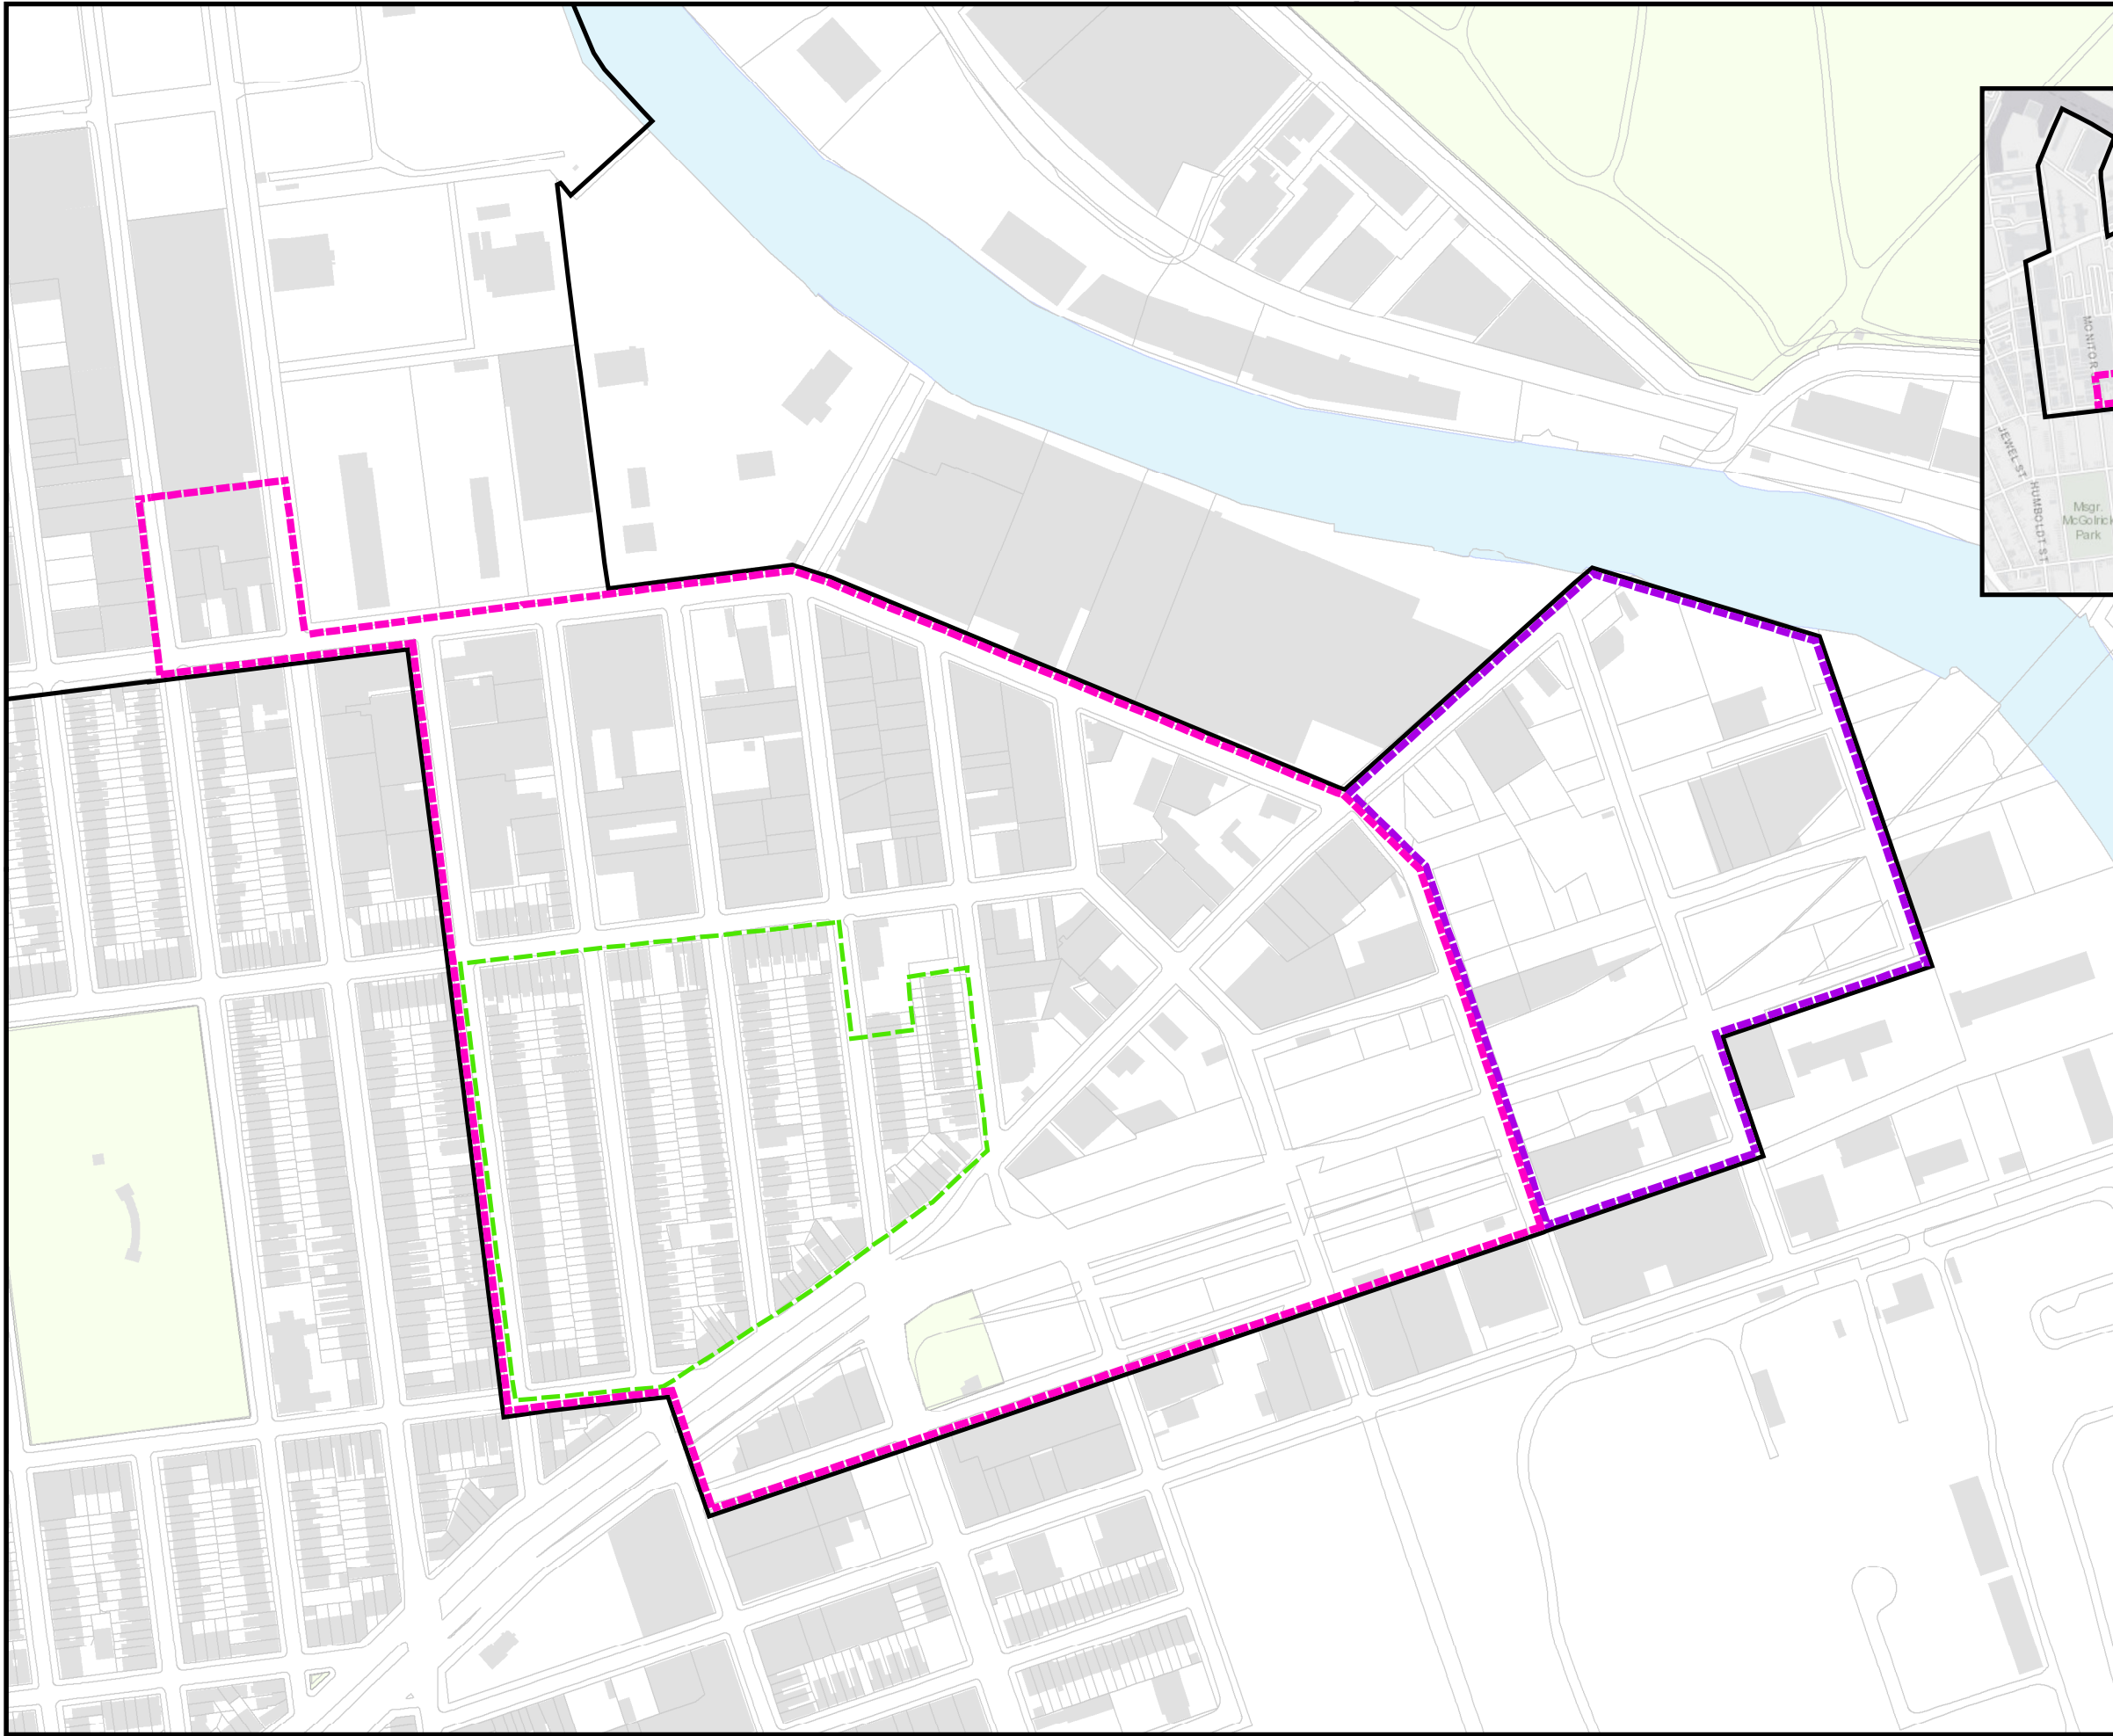 MONITOR
JEWEL ST
HUMBOLDT ST
Msgr.
McGolrick
Park